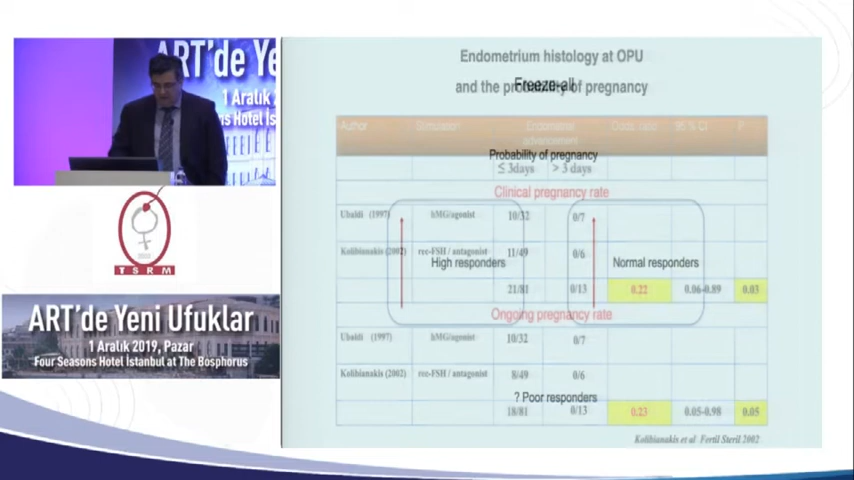 ART'de Ye
1 Aralık 2
s Hotel İs
TSRM
ART'de Yeni Ufuklar
1 Aralık 2019, Pazar
Four Seasons Hotel İstanbul at The Bosphorus
Endometrium histology at OPU
and the probability of pregnancy
Freeze-all
Author Stimulation Endometrial advancement Odds ratio 95 % CI P
Probability of pregnancy
≤ 3days > 3 days
Clinical pregnancy rate
Ubaldi (1997) hMG/agonist 10/32 0/7
Kolibianakis (2002) rec-FSH / antagonist 11/49 0/6
High responders Normal responders
21/81 0/13 0.22 0.06-0.89 0.03
Ongoing pregnancy rate
Ubaldi (1997) hMG/agonist 10/32 0/7
Kolibianakis (2002) rec-FSH / antagonist 8/49 0/6
? Poor responders
18/81 0/13 0.23 0.05-0.98 0.05
Kolibianakis et al Fertil Steril 2002